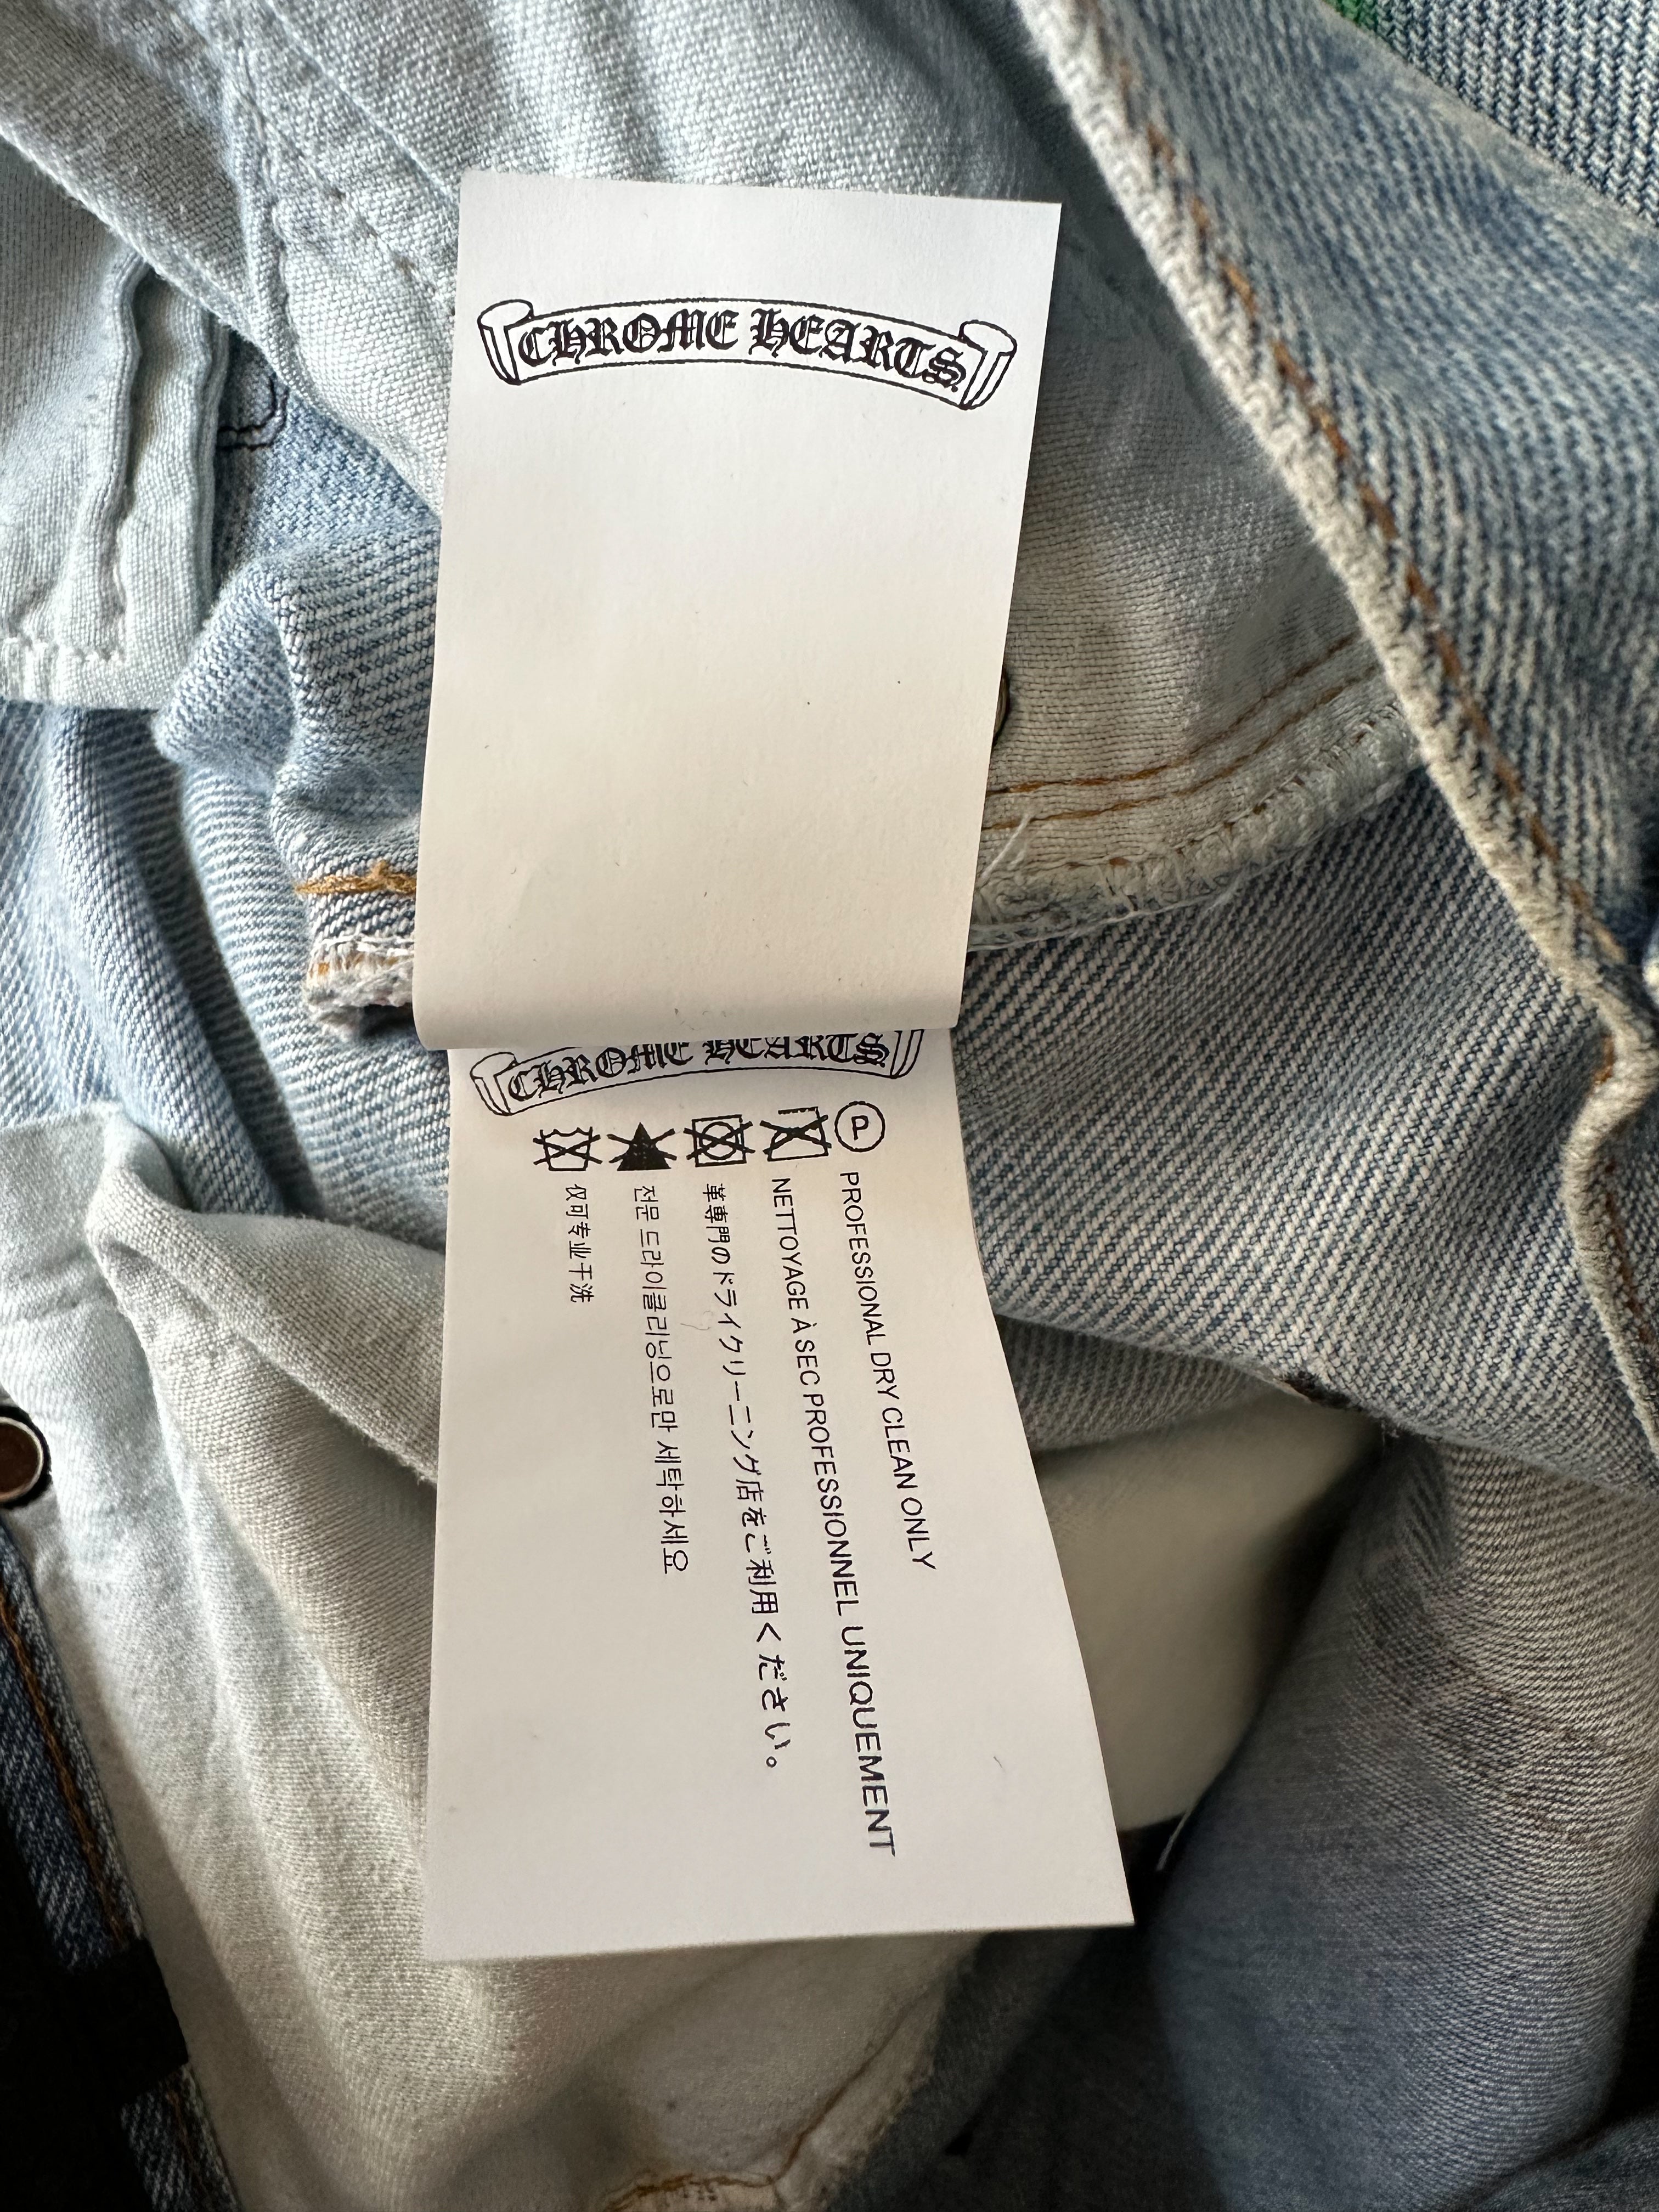 CHROME HEARTS
CHROME HEARTS
P
PROFESSIONAL DRY CLEAN ONLY
NETTOYAGE À SEC PROFESSIONNEL UNIQUEMENT
革専門のドライクリーニング店をご利用ください。
전문 드라이클리닝으로만 세탁하세요
仅可专业干洗